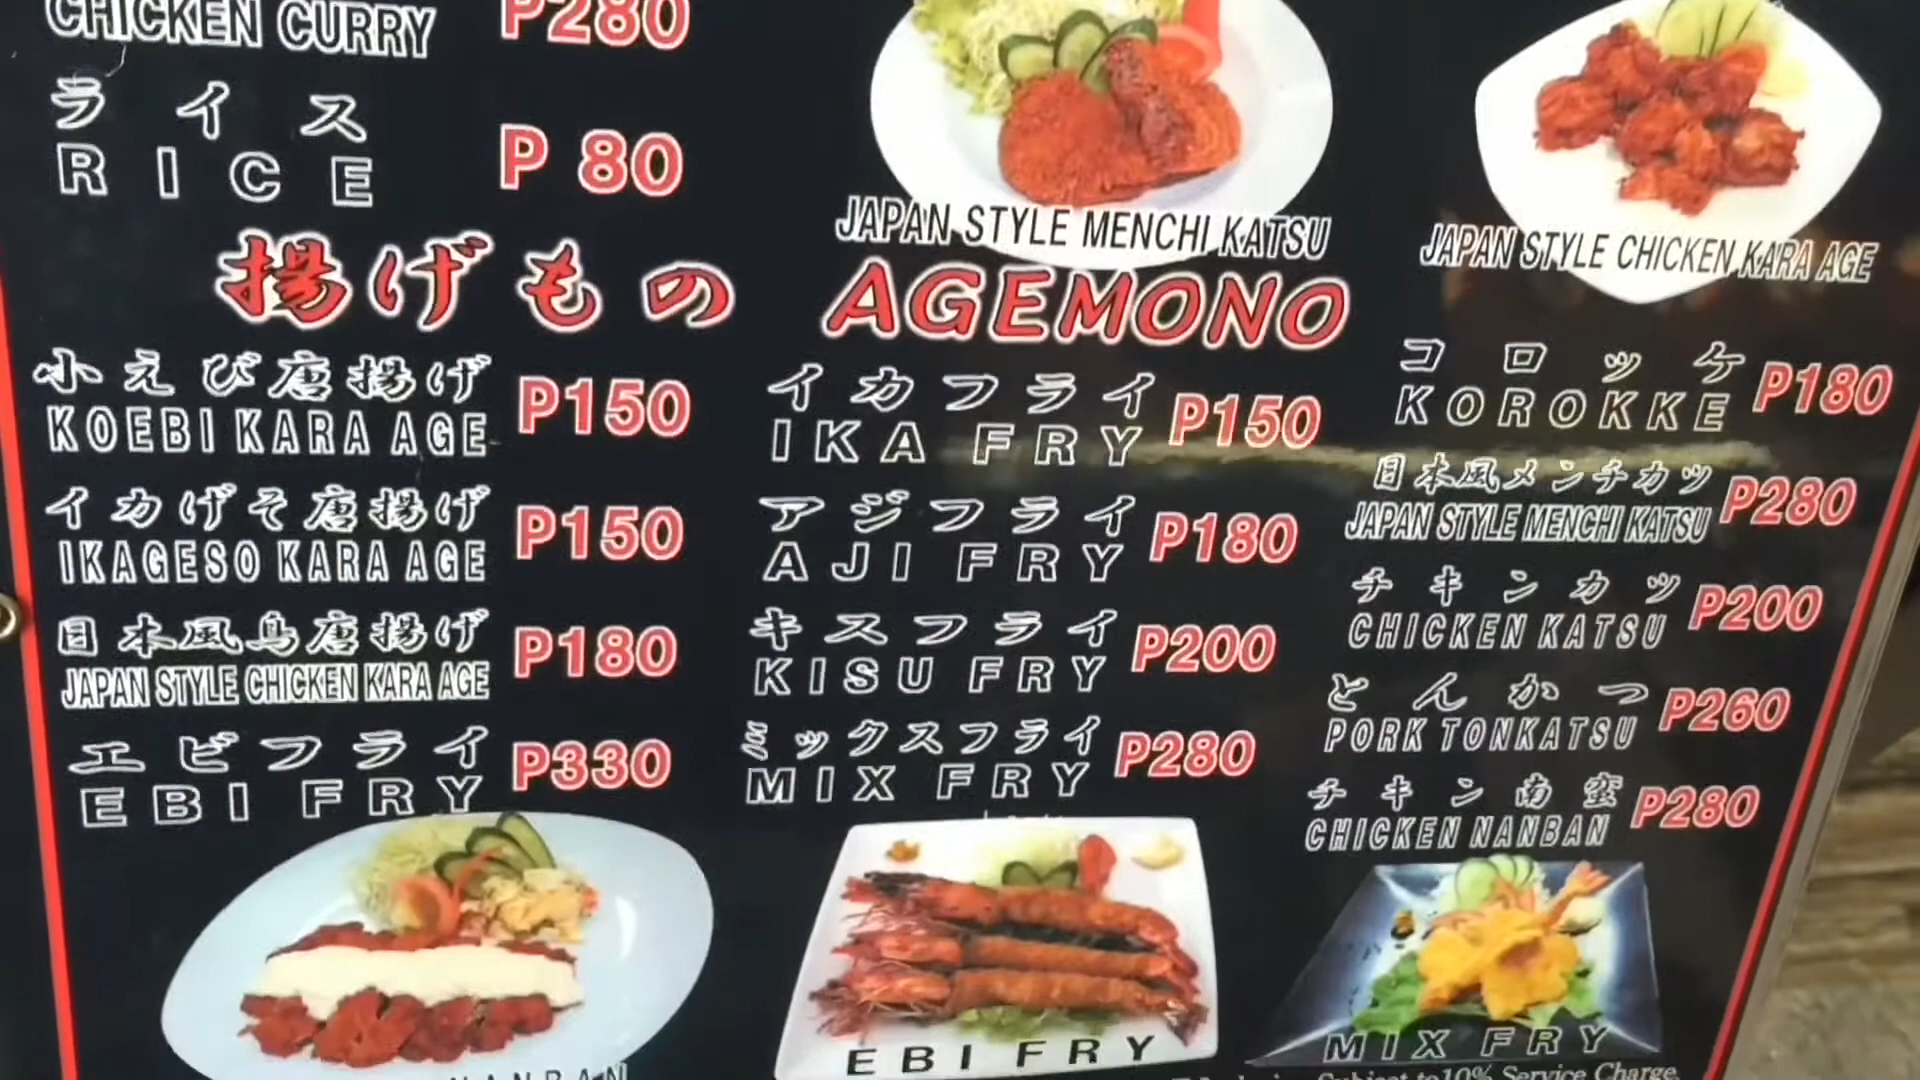 CHICKEN CURRY P280
ライス
RICE P 80
JAPAN STYLE MENCHI KATSU
JAPAN STYLE CHICKEN KARA AGE
揚げもの AGEMONO
小えび唐揚げ
KOEBI KARA AGE P150
イカげそ唐揚げ
IKAGESO KARA AGE P150
日本風鳥唐揚げ
JAPAN STYLE CHICKEN KARA AGE P180
エビフライ
EBI FRY P330
イカフライ
IKA FRY P150
アジフライ
AJI FRY P180
キスフライ
KISU FRY P200
ミックスフライ
MIX FRY P280
コロッケ
KOROKKE P180
日本風メンチカツ
JAPAN STYLE MENCHI KATSU P280
チキンカツ
CHICKEN KATSU P200
とんかつ
PORK TONKATSU P260
チキン南蛮
CHICKEN NANBAN P280
EBI FRY
MIX FRY
to 10% Service Charge